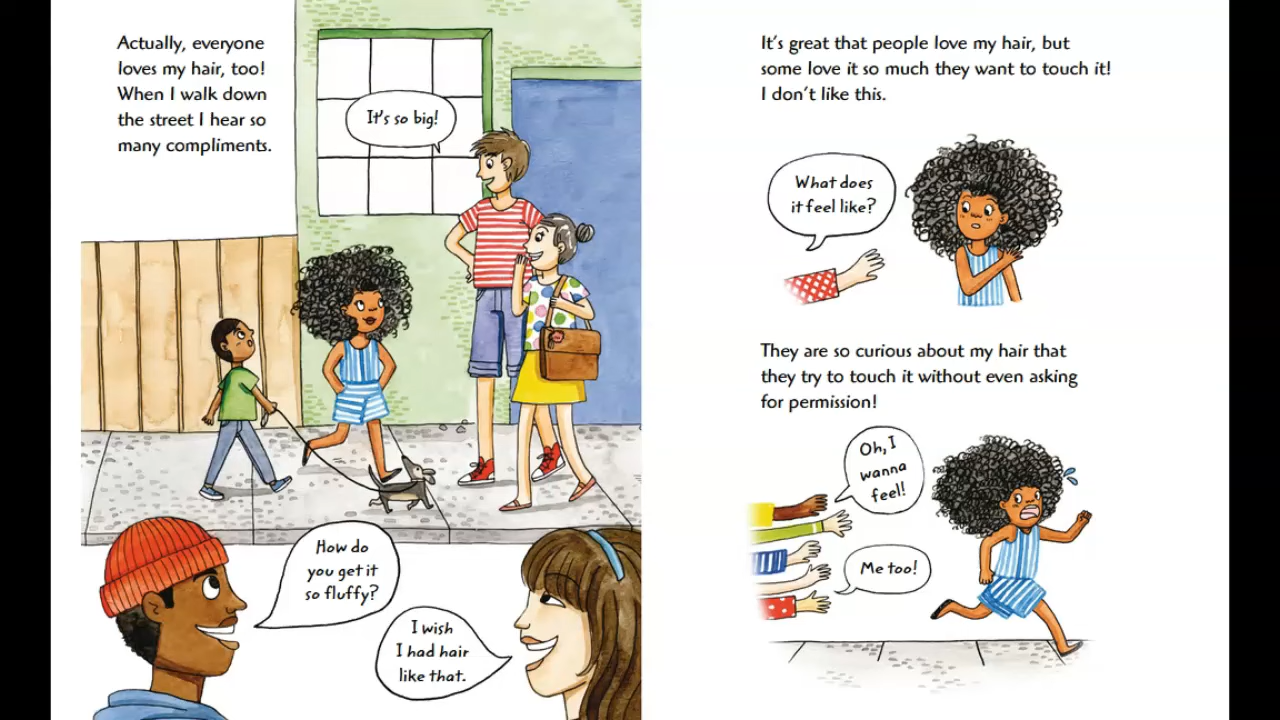 Actually, everyone
loves my hair, too!
When I walk down
the street I hear so
many compliments.
It's so big!
How do
you get it
so fluffy?
I wish
I had hair
like that.
It's great that people love my hair, but
some love it so much they want to touch it!
I don't like this.
What does
it feel like?
They are so curious about my hair that
they try to touch it without even asking
for permission!
Oh, I
wanna
feel!
Me too!